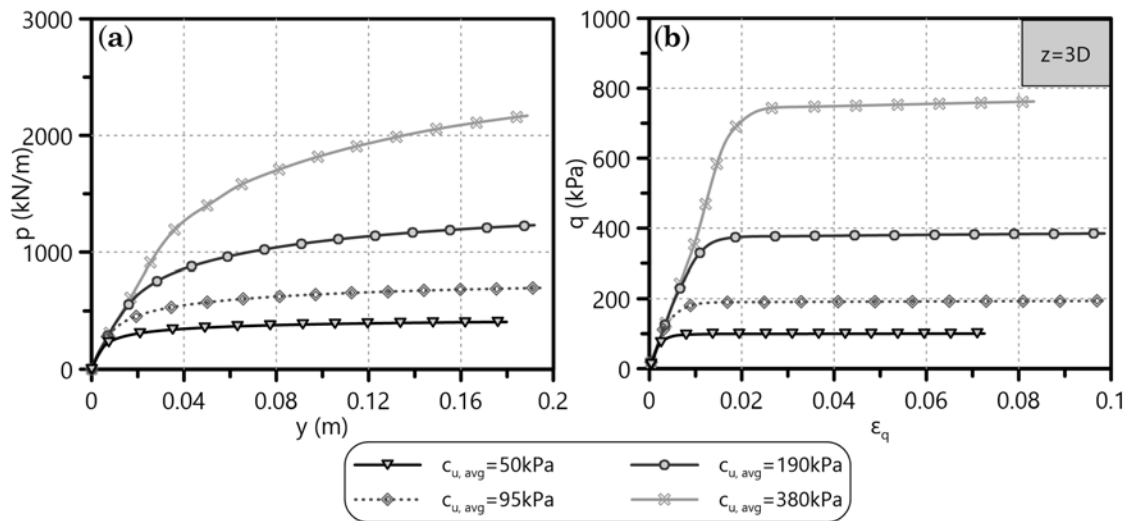 (a)
3000
2000
1000
0
p (kN/m)
0 0.04 0.08 0.12 0.16 0.2
y (m)
(b)
z=3D
1000
800
600
400
200
0
q (kPa)
0 0.02 0.04 0.06 0.08 0.1
εq
cu, avg=50kPa
cu, avg=190kPa
cu, avg=95kPa
cu, avg=380kPa